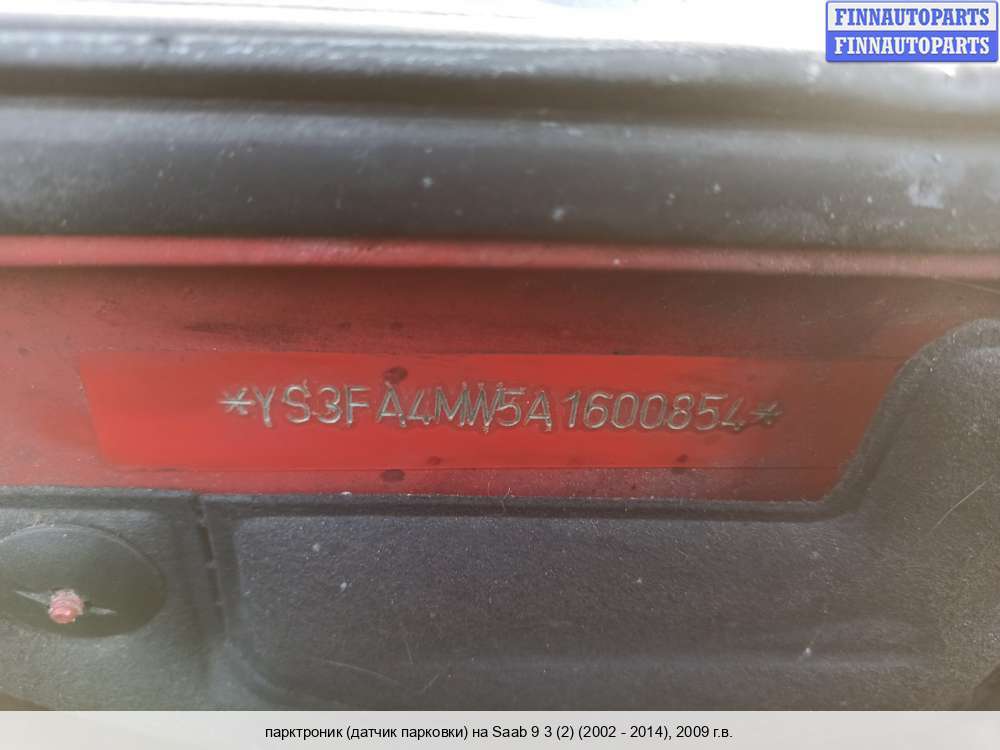 FINNAUTOPARTS
FINNAUTOPARTS
*YS3FA4MW5A1600854*
парктроник (датчик парковки) на Saab 9 3 (2) (2002 - 2014), 2009 г.в.